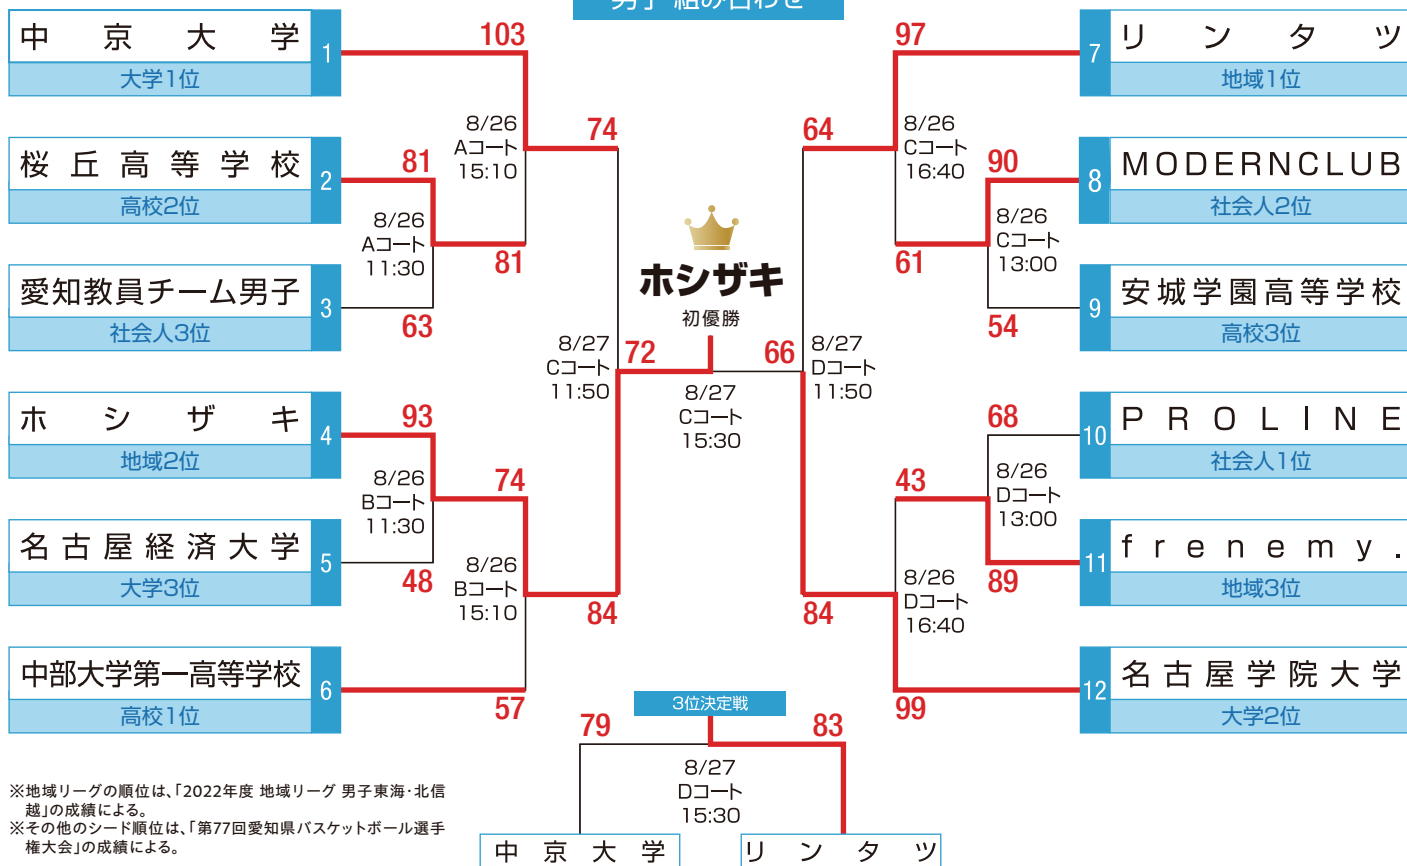 男子 組み合わせ
中京大学
1
大学1位
桜丘高等学校
2
高校2位
愛知教員チーム男子
3
社会人3位
ホシザキ
4
地域2位
名古屋経済大学
5
大学3位
中部大学第一高等学校
6
高校1位
103
8/26
Aコート
15:10
81
81
8/26
Aコート
11:30
63
74
8/27
Cコート
11:50
84
93
8/26
Bコート
11:30
48
74
8/26
Bコート
15:10
57
ホシザキ
初優勝
72
66
8/27
Cコート
15:30
リンタツ
7
地域1位
MODERNCLUB
8
社会人2位
安城学園高等学校
9
高校3位
PROLINE
10
社会人1位
frenemy.
11
地域3位
名古屋学院大学
12
大学2位
97
8/26
Cコート
16:40
61
90
8/26
Cコート
13:00
54
64
8/27
Dコート
11:50
84
68
8/26
Dコート
13:00
89
43
8/26
Dコート
16:40
99
3位決定戦
79
83
8/27
Dコート
15:30
中京大学
リンタツ
※地域リーグの順位は、「2022年度 地域リーグ 男子東海・北信
越」の成績による。
※その他のシード順位は、「第77回愛知県バスケットボール選手
権大会」の成績による。